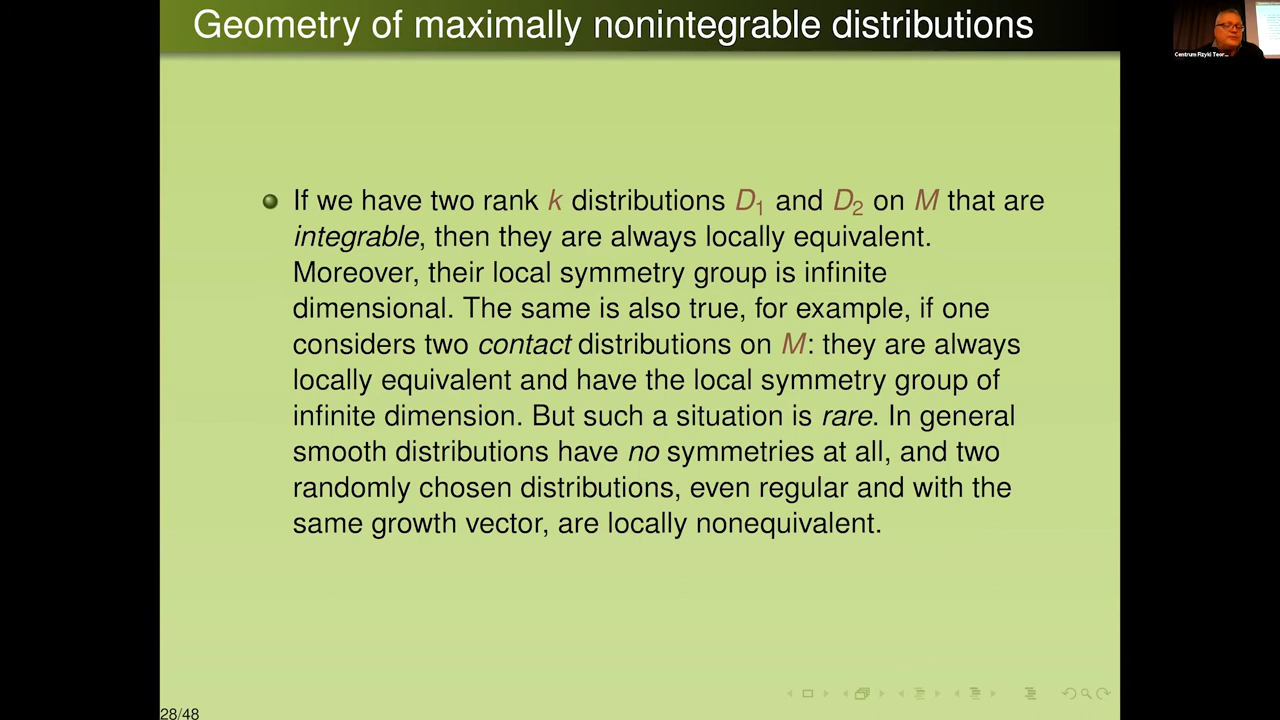 Geometry of maximally nonintegrable distributions
Centrum Fizyki Teor...
If we have two rank k distributions D₁ and D₂ on M that are
integrable, then they are always locally equivalent.
Moreover, their local symmetry group is infinite
dimensional. The same is also true, for example, if one
considers two contact distributions on M: they are always
locally equivalent and have the local symmetry group of
infinite dimension. But such a situation is rare. In general
smooth distributions have no symmetries at all, and two
randomly chosen distributions, even regular and with the
same growth vector, are locally nonequivalent.
28/48